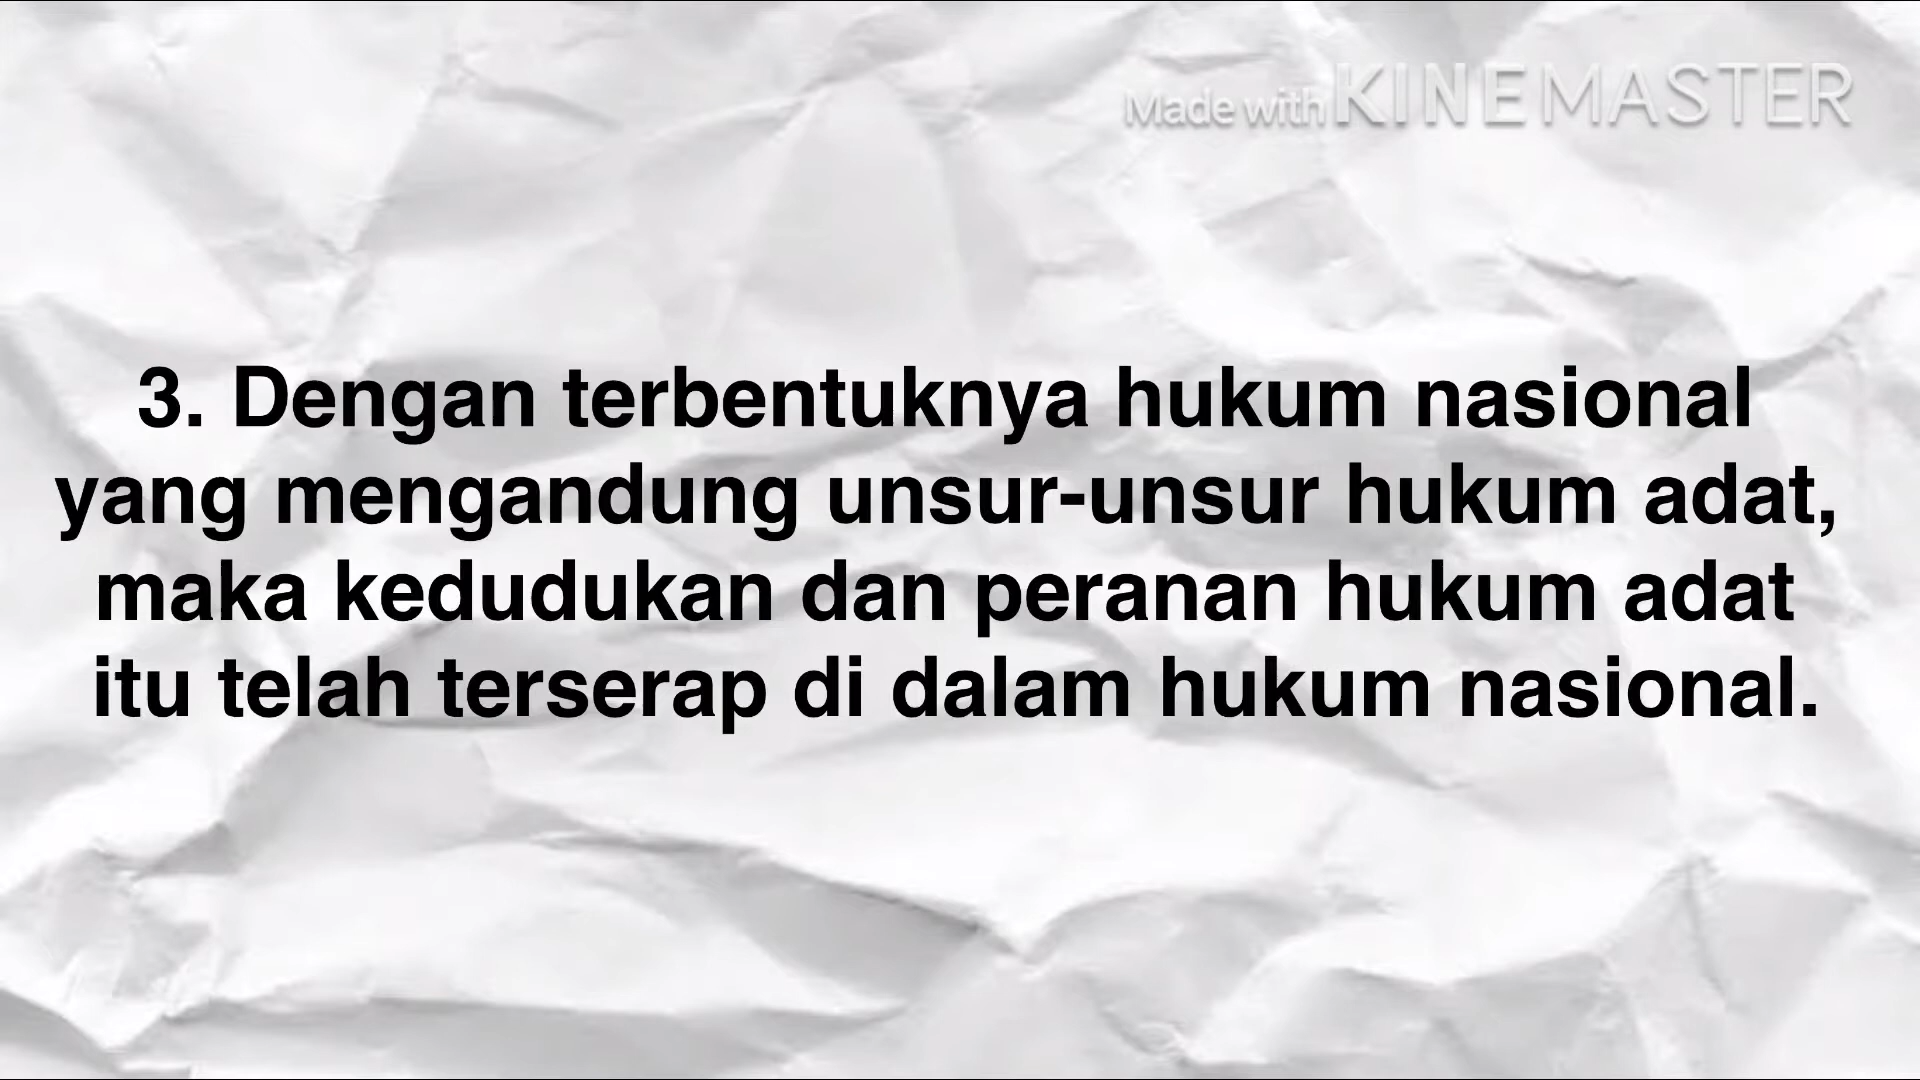 Made with KINEMASTER
3. Dengan terbentuknya hukum nasional
yang mengandung unsur-unsur hukum adat,
maka kedudukan dan peranan hukum adat
itu telah terserap di dalam hukum nasional.